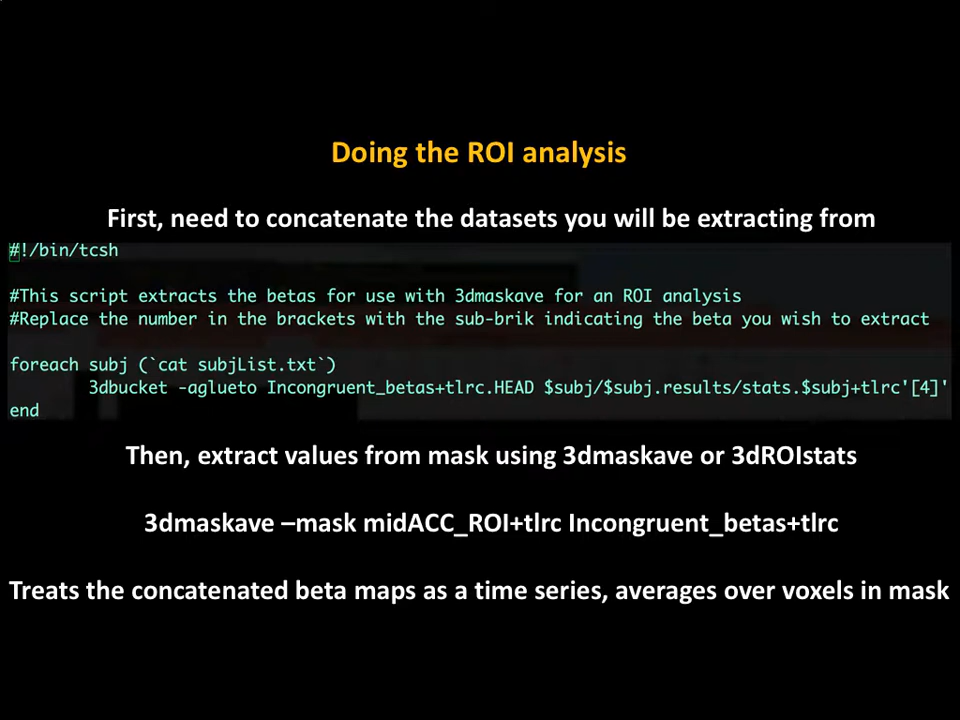 Doing the ROI analysis
First, need to concatenate the datasets you will be extracting from
#!/bin/tcsh
#This script extracts the betas for use with 3dmaskave for an ROI analysis
#Replace the number in the brackets with the sub-brik indicating the beta you wish to extract
foreach subj (`cat subjList.txt`)
3dbucket -aglueto Incongruent_betas+tlrc.HEAD $subj/$subj.results/stats.$subj+tlrc'[4]'
end
Then, extract values from mask using 3dmaskave or 3dROIstats
3dmaskave –mask midACC_ROI+tlrc Incongruent_betas+tlrc
Treats the concatenated beta maps as a time series, averages over voxels in mask